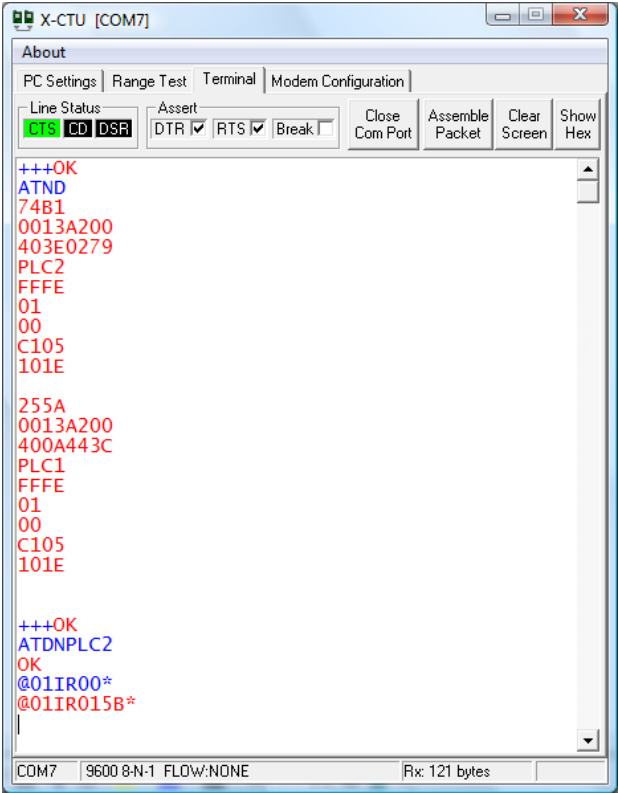 X-CTU [COM7]
About
PC Settings Range Test Terminal Modem Configuration
Line Status Assert
CTS CD DSR DTR RTS Break Close Com Port Assemble Packet Clear Screen Show Hex
+++OK
ATND
74B1
0013A200
403E0279
PLC2
FFFE
01
00
C105
101E
255A
0013A200
400A443C
PLC1
FFFE
01
00
C105
101E
+++OK
ATDNPLC2
OK
@01IR00*
@01IR015B*
COM7 9600 8-N-1 FLOW:NONE Rx: 121 bytes